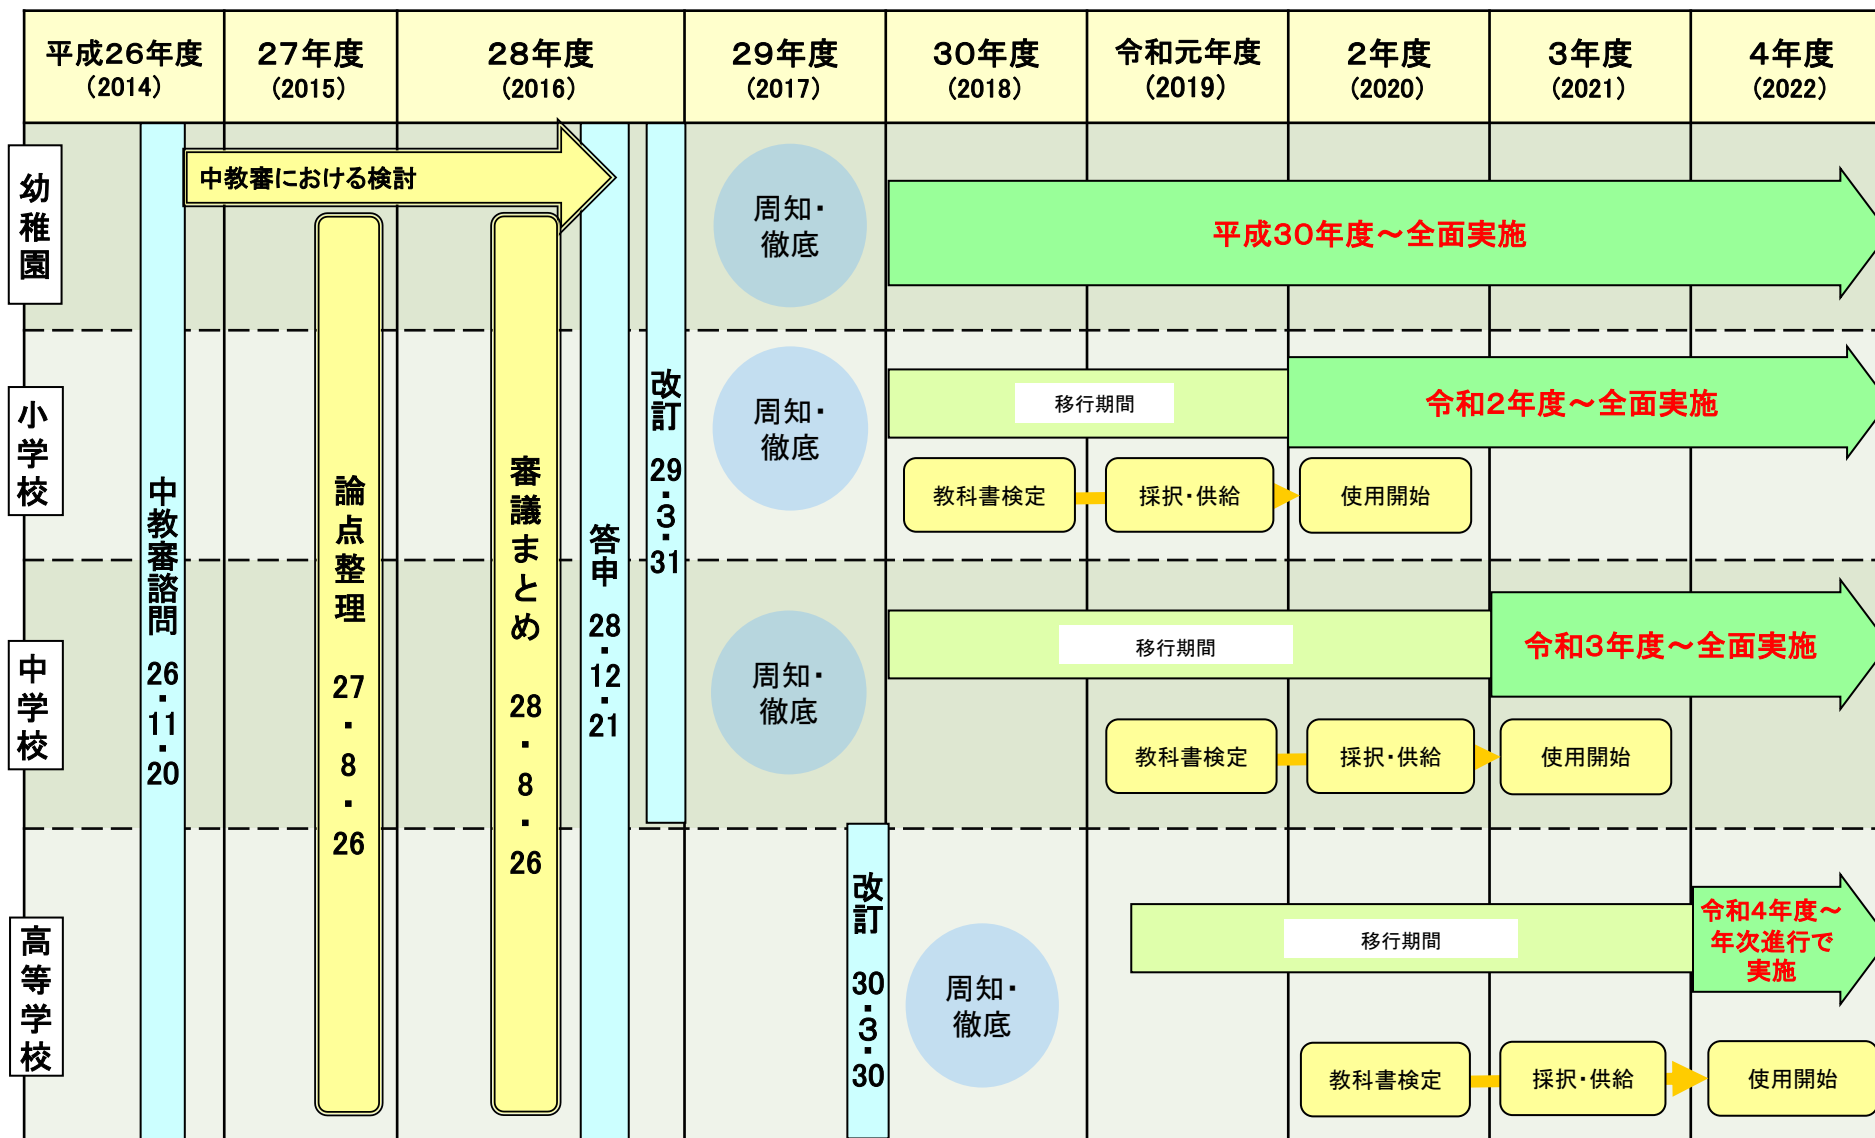 平成26年度
（2014）
27年度
（2015）
28年度
（2016）
29年度
（2017）
30年度
（2018）
令和元年度
（2019）
2年度
（2020）
3年度
（2021）
4年度
（2022）
幼稚園
中教審における検討
周知・
徹底
平成30年度～全面実施
小学校
周知・
徹底
移行期間
令和2年度～全面実施
教科書検定
採択・供給
使用開始
中教審諮問 26・11・20
論点整理 27・8・26
審議まとめ 28・8・26
答申 28・12・21
改訂 29・3・31
中学校
周知・
徹底
移行期間
令和3年度～全面実施
教科書検定
採択・供給
使用開始
高等学校
改訂 30・3・30
周知・
徹底
移行期間
令和4年度～
年次進行で
実施
教科書検定
採択・供給
使用開始